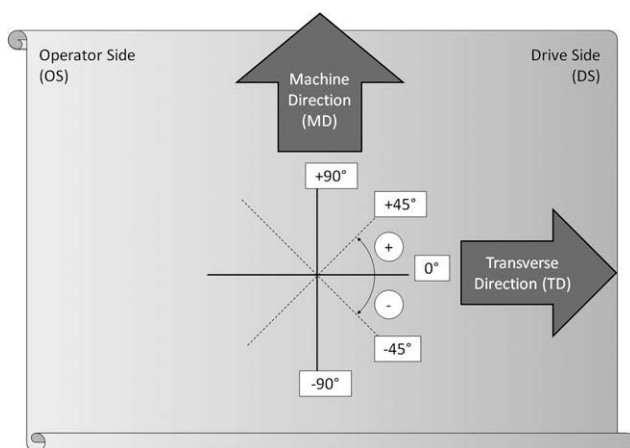 Operator Side
(OS)
Machine
Direction
(MD)
Drive Side
(DS)
+90°
+45°
+
0°
Transverse
Direction (TD)
-
-45°
-90°